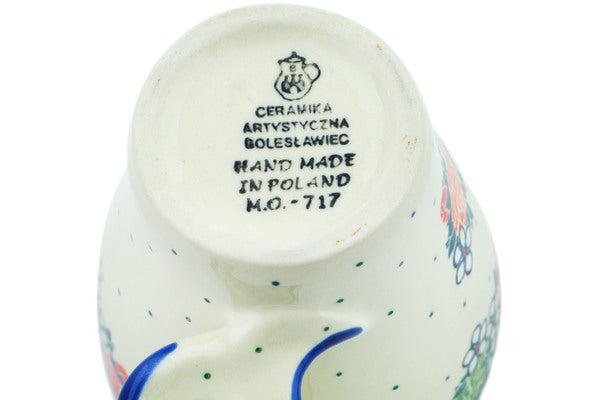 CERAMIKA
ARTYSTYCZNA
BOLESŁAWIEC
HAND MADE
IN POLAND
M.O.-717